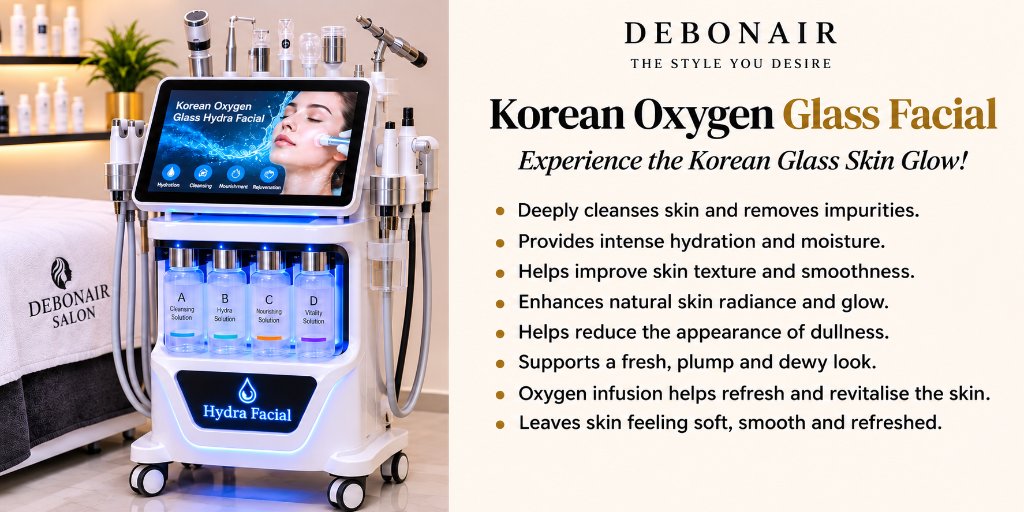 Korean Oxygen
Glass Hydra Facial
Hydration Cleansing Nourishment Rejuvenation
DEBONAIR
SALON
A
Cleansing
Solution
B
Hydra
Solution
C
Nourishing
Solution
D
Vitality
Solution
Hydra Facial
DEBONAIR
THE STYLE YOU DESIRE
Korean Oxygen Glass Facial
Experience the Korean Glass Skin Glow!
Deeply cleanses skin and removes impurities.
Provides intense hydration and moisture.
Helps improve skin texture and smoothness.
Enhances natural skin radiance and glow.
Helps reduce the appearance of dullness.
Supports a fresh, plump and dewy look.
Oxygen infusion helps refresh and revitalise the skin.
Leaves skin feeling soft, smooth and refreshed.